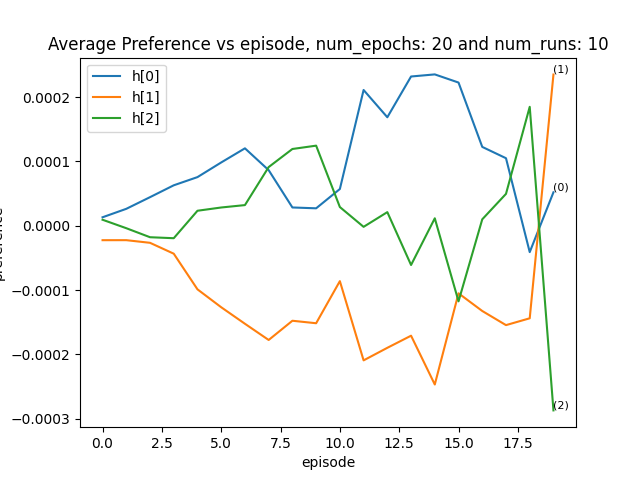 Average Preference vs episode, num_epochs: 20 and num_runs: 10
h[0]
h[1]
h[2]
0.0002
0.0001
0.0000
−0.0001
−0.0002
−0.0003
preference
(1)
(0)
(2)
0.0 2.5 5.0 7.5 10.0 12.5 15.0 17.5
episode